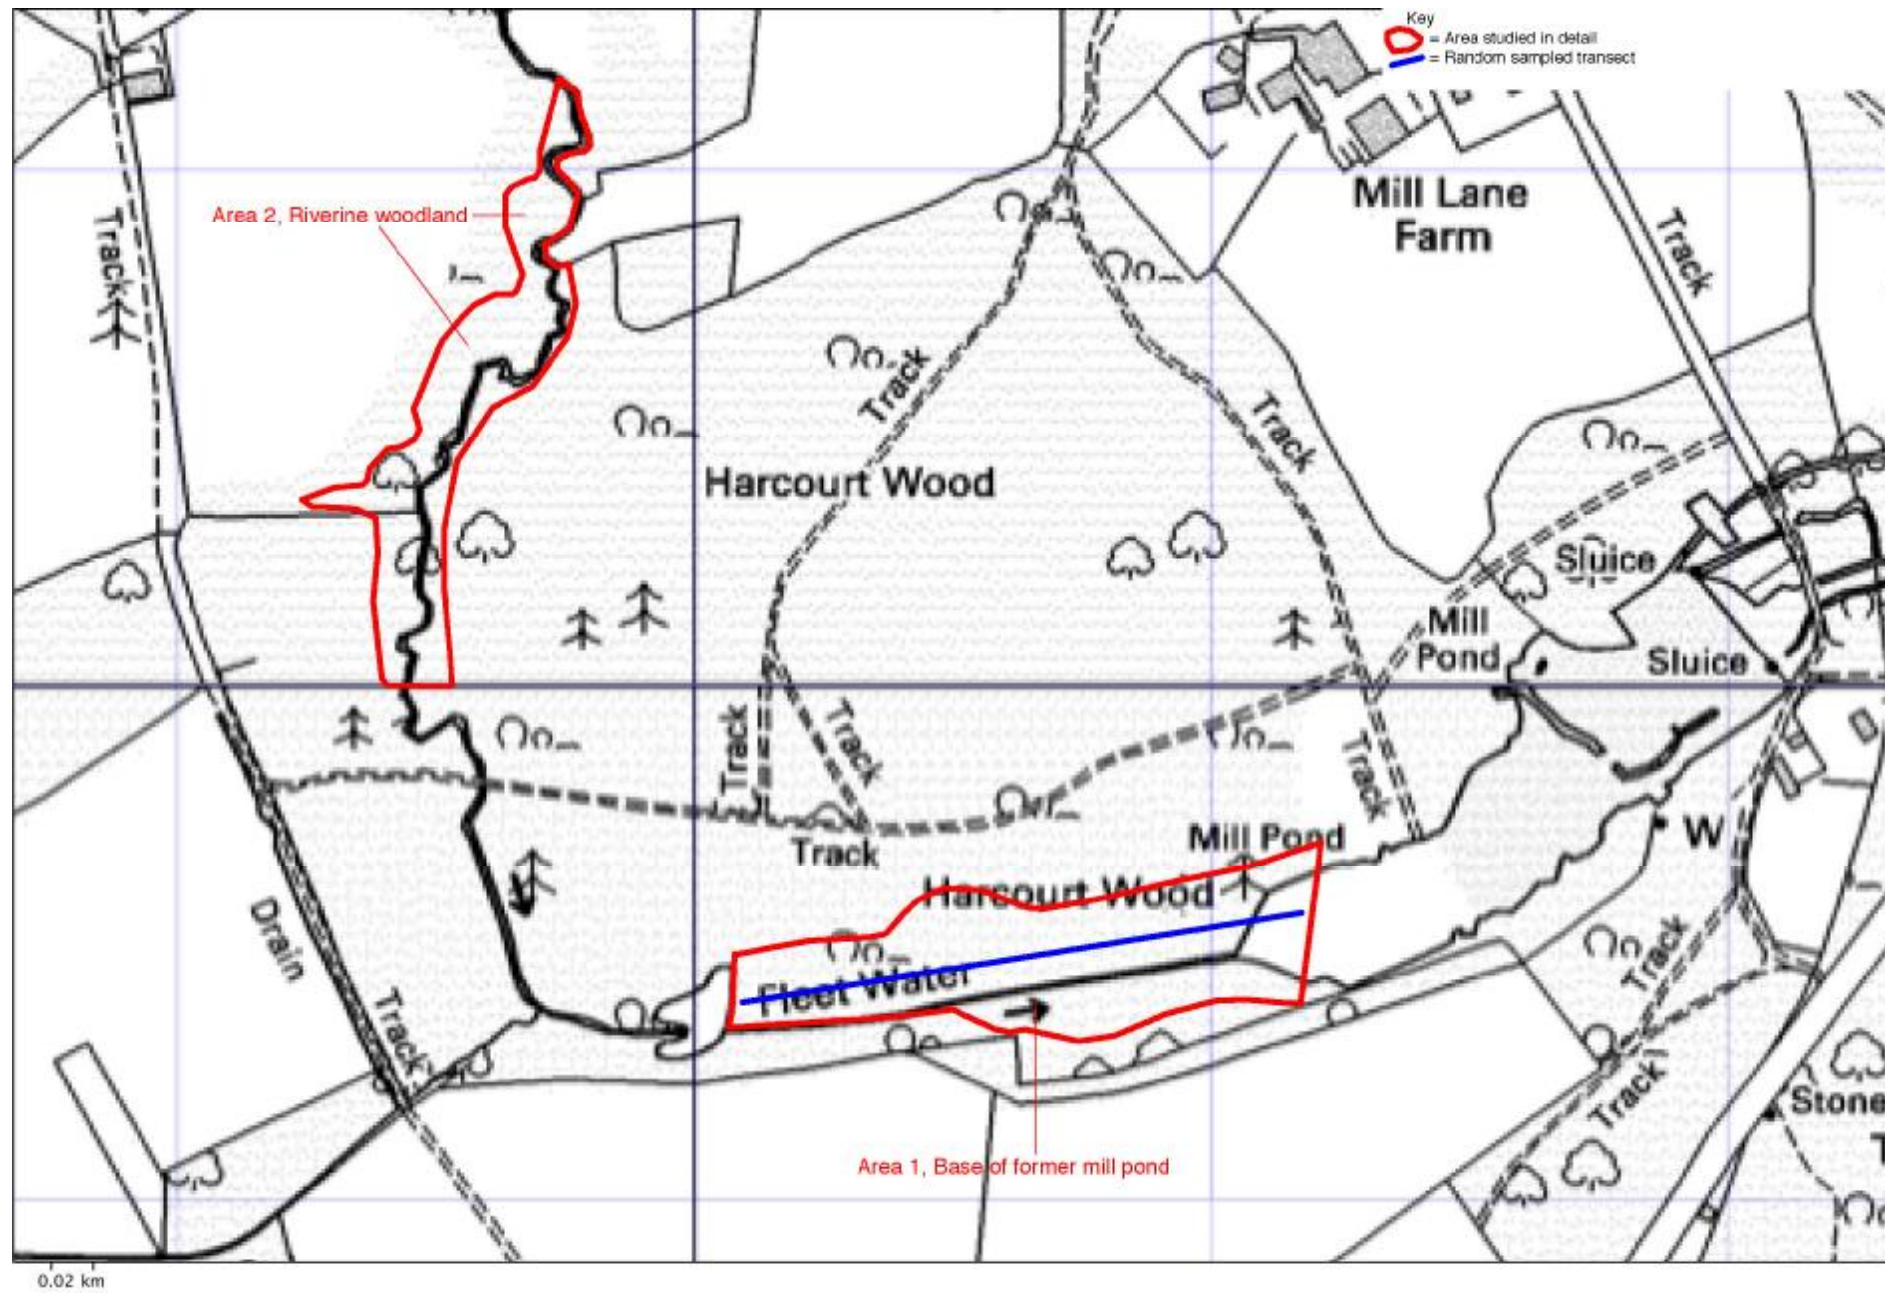 Key
= Area studied in detail
= Random sampled transect
Mill Lane
Farm
Track
Area 2, Riverine woodland
Track
Track
Track
Harcourt Wood
Sluice
Mill
Pond
Sluice
Track
Track
Track
Mill Pond
W
Track
Harcourt Wood
Drain
Fleet Water
Track
Track
Track
Stone
Area 1, Base of former mill pond
0.02 km